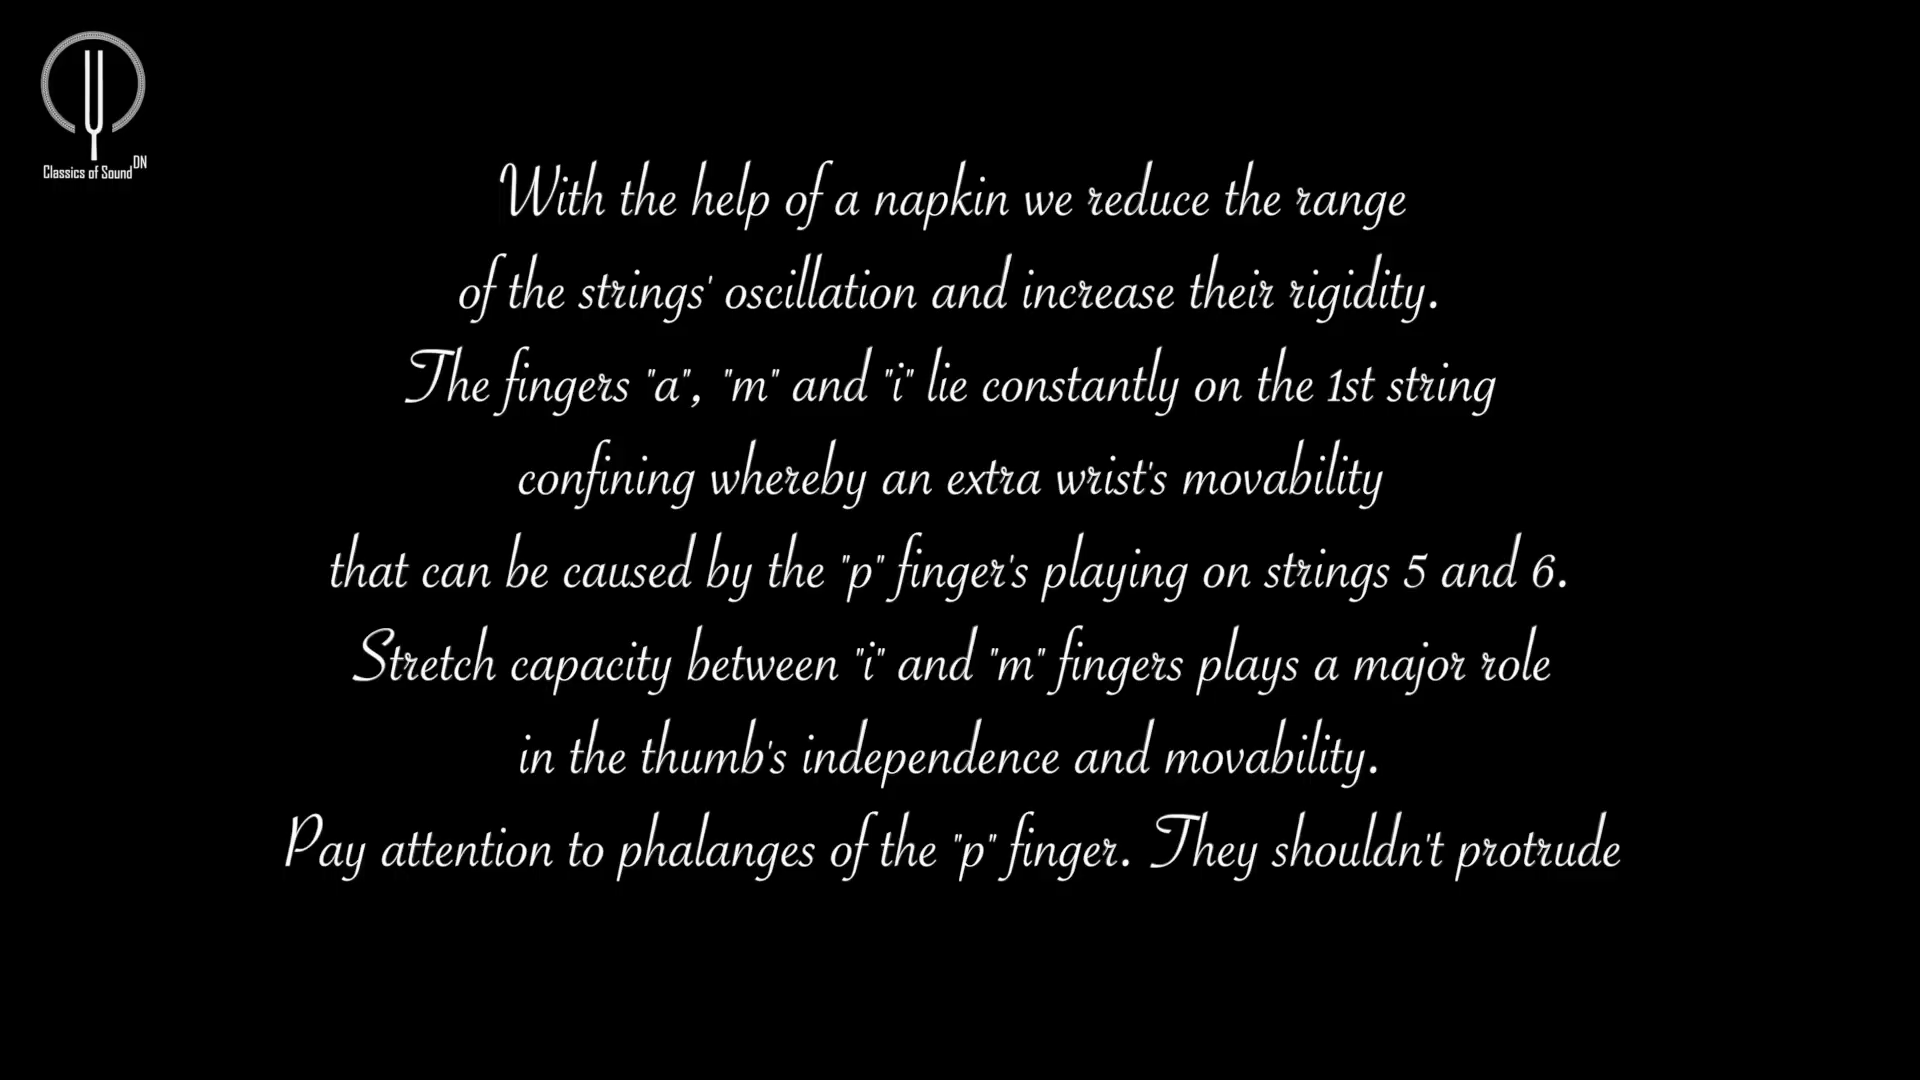 Classics of Sound DN
With the help of a napkin we reduce the range
of the strings' oscillation and increase their rigidity.
The fingers "a", "m" and "i" lie constantly on the 1st string
confining whereby an extra wrist's movability
that can be caused by the "p" finger's playing on strings 5 and 6.
Stretch capacity between "i" and "m" fingers plays a major role
in the thumb's independence and movability.
Pay attention to phalanges of the "p" finger. They shouldn't protrude